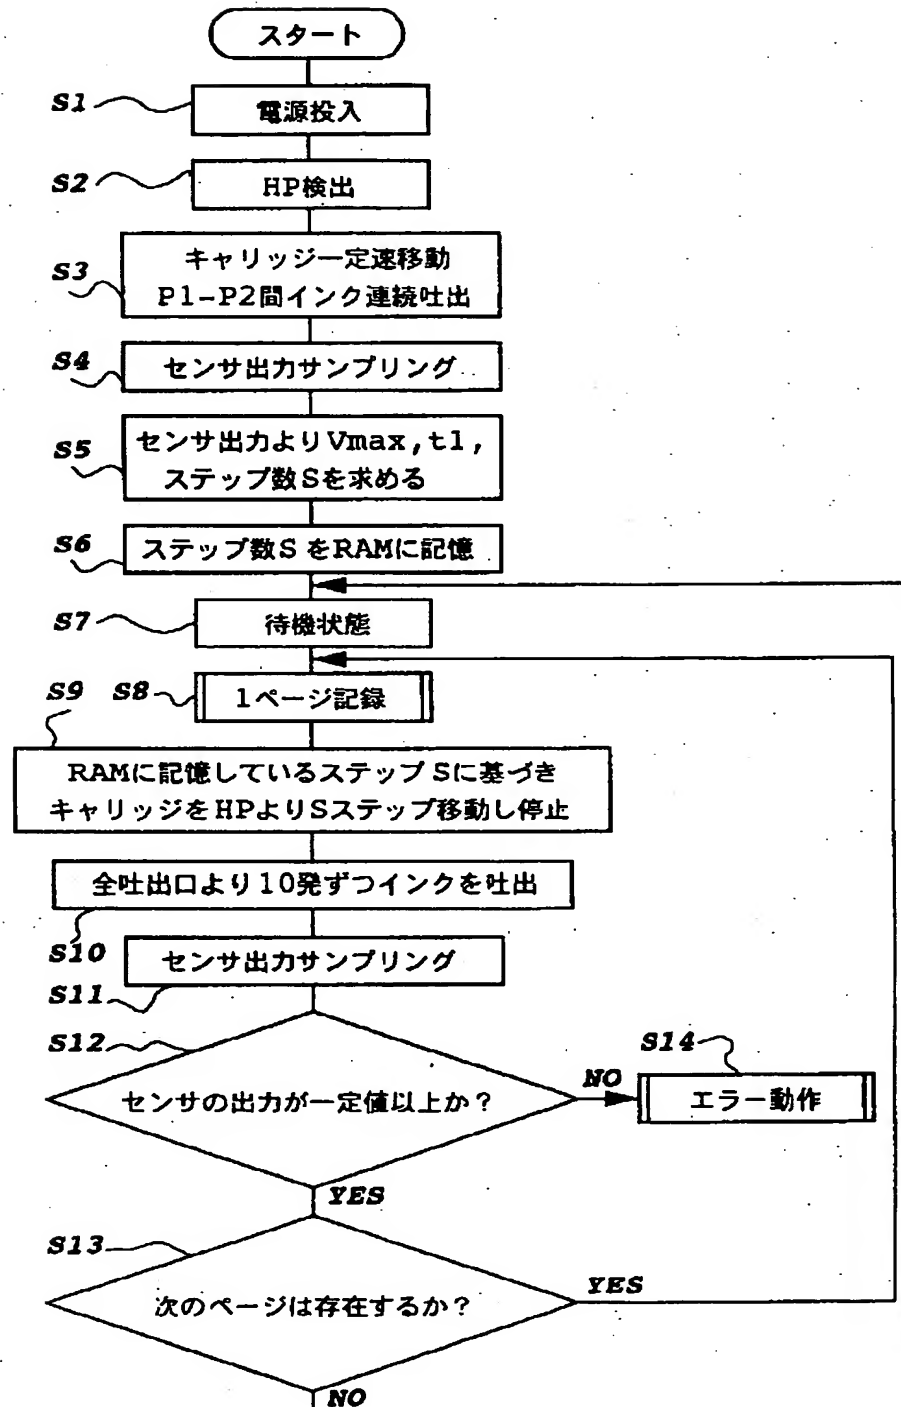 スタート
S1
電源投入
S2
HP検出
S3
キャリッジ一定速移動
P1-P2間インク連続吐出
S4
センサ出力サンプリング
S5
センサ出力よりVmax,t1,
ステップ数Sを求める
S6
ステップ数SをRAMに記憶
S7
待機状態
S9
S8
1ページ記録
RAMに記憶しているステップSに基づき
キャリッジをHPよりSステップ移動し停止
全吐出口より10発ずつインクを吐出
S10
センサ出力サンプリング
S11
S12
センサの出力が一定値以上か?
NO
S14
エラー動作
YES
S13
次のページは存在するか?
YES
NO